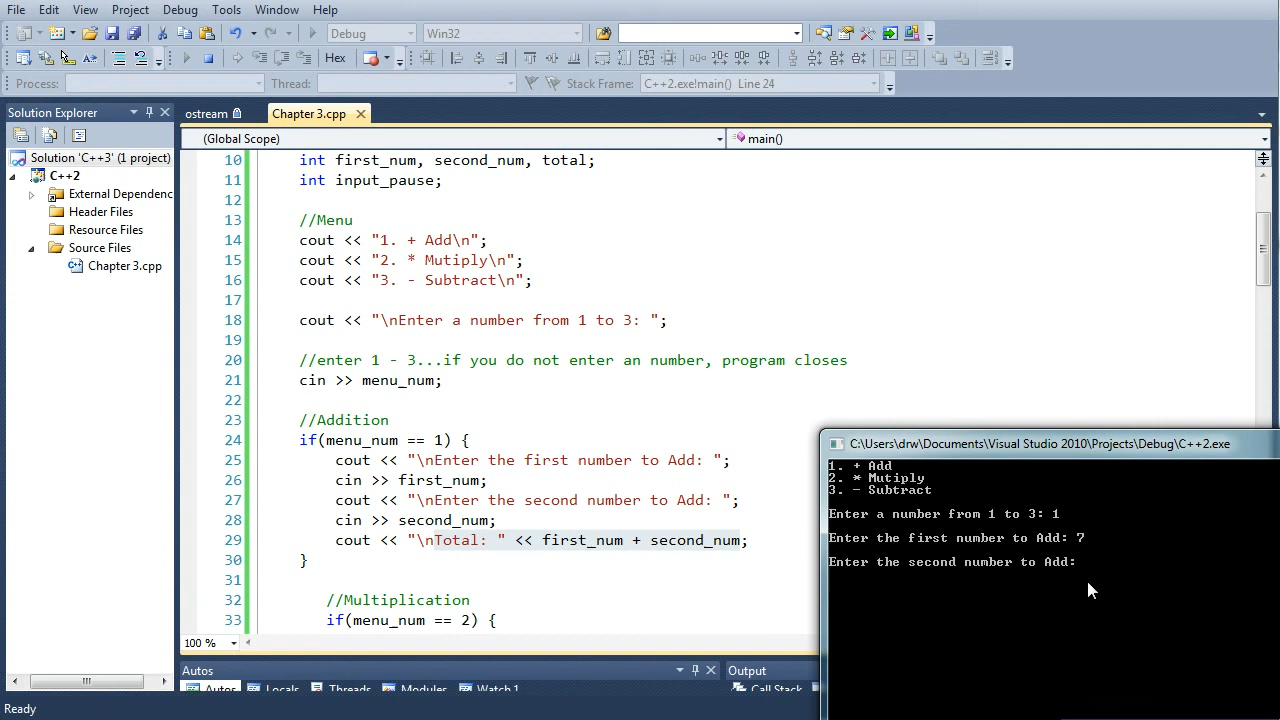 File Edit View Project Debug Tools Window Help
Debug Win32
Hex
Process: Thread: Stack Frame: C++2.exe!main() Line 24
Solution Explorer
ostream Chapter 3.cpp
(Global Scope) main()
Solution 'C++3' (1 project)
C++2
External Dependenc
Header Files
Resource Files
Source Files
Chapter 3.cpp
10 int first_num, second_num, total;
11 int input_pause;
12
13 //Menu
14 cout << "1. + Add\n";
15 cout << "2. * Mutiply\n";
16 cout << "3. - Subtract\n";
17
18 cout << "\nEnter a number from 1 to 3: ";
19
20 //enter 1 - 3...if you do not enter an number, program closes
21 cin >> menu_num;
22
23 //Addition
24 if(menu_num == 1) {
25 cout << "\nEnter the first number to Add: ";
26 cin >> first_num;
27 cout << "\nEnter the second number to Add: ";
28 cin >> second_num;
29 cout << "\nTotal: " << first_num + second_num;
30 }
31
32 //Multiplication
33 if(menu_num == 2) {
100 %
C:\Users\drw\Documents\Visual Studio 2010\Projects\Debug\C++2.exe
1. + Add
2. * Mutiply
3. - Subtract
Enter a number from 1 to 3: 1
Enter the first number to Add: 7
Enter the second number to Add:
Autos Output
Autos Locals Threads Modules Watch 1 Call Stack
Ready